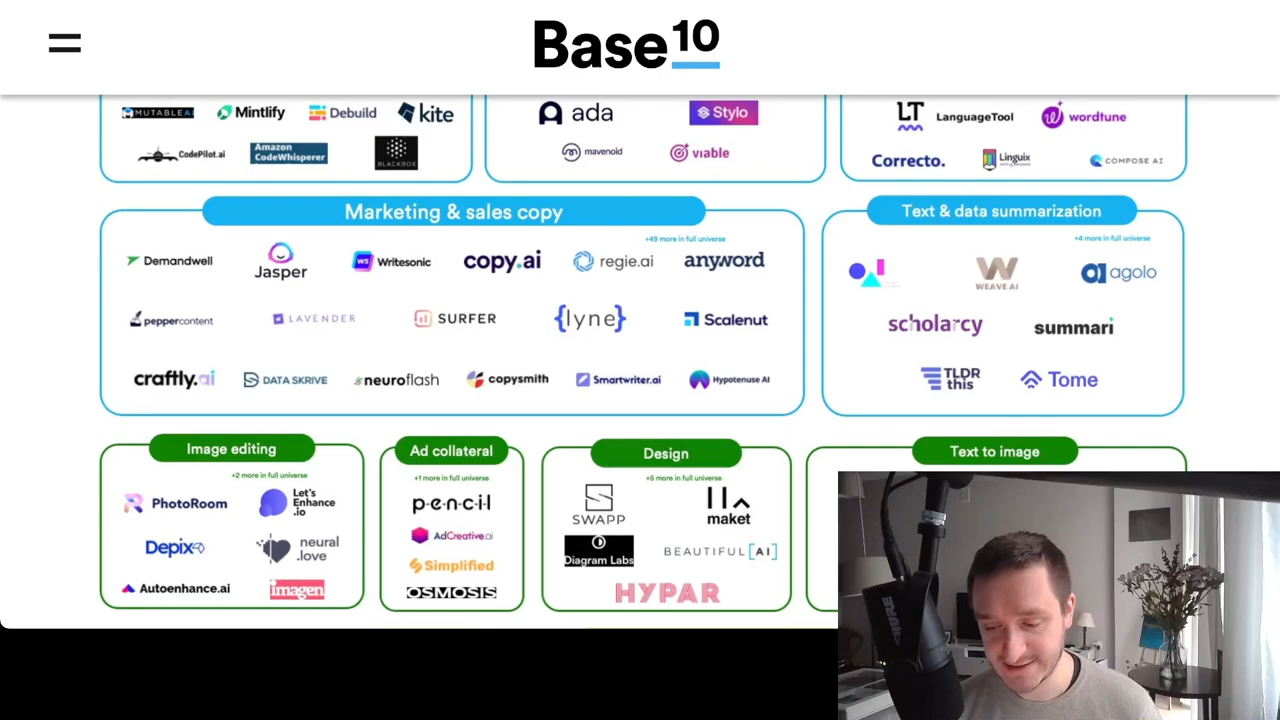 Base10
MUTABLEAI Mintlify Debuild kite
CodePilot.ai Amazon CodeWhisperer BLACKBOX
ada Stylo
mavenoid viable
LT LanguageTool wordtune
Correcto. Linguix COMPOSE AI
Marketing & sales copy
+49 more in full universe
Demandwell Jasper WS Writesonic copy.ai regie.ai anyword
peppercontent LAVENDER SURFER {lyne} Scalenut
craftly.ai DATA SKRIVE #neuroflash copysmith Smartwriter.ai Hypotenuse AI
Text & data summarization
+4 more in full universe
WEAVE.AI agolo
scholarcy summari
TLDR this Tome
Image editing
+2 more in full universe
PhotoRoom Let's Enhance .io
Depix neural .love
Autoenhance.ai imagen
Ad collateral
+1 more in full universe
p·e·n·c·i·l
AdCreative.ai
Simplified
OSMOSIS
Design
+5 more in full universe
SWAPP maket
Diagram Labs BEAUTIFUL[AI]
HYPAR
Text to image
SHURE